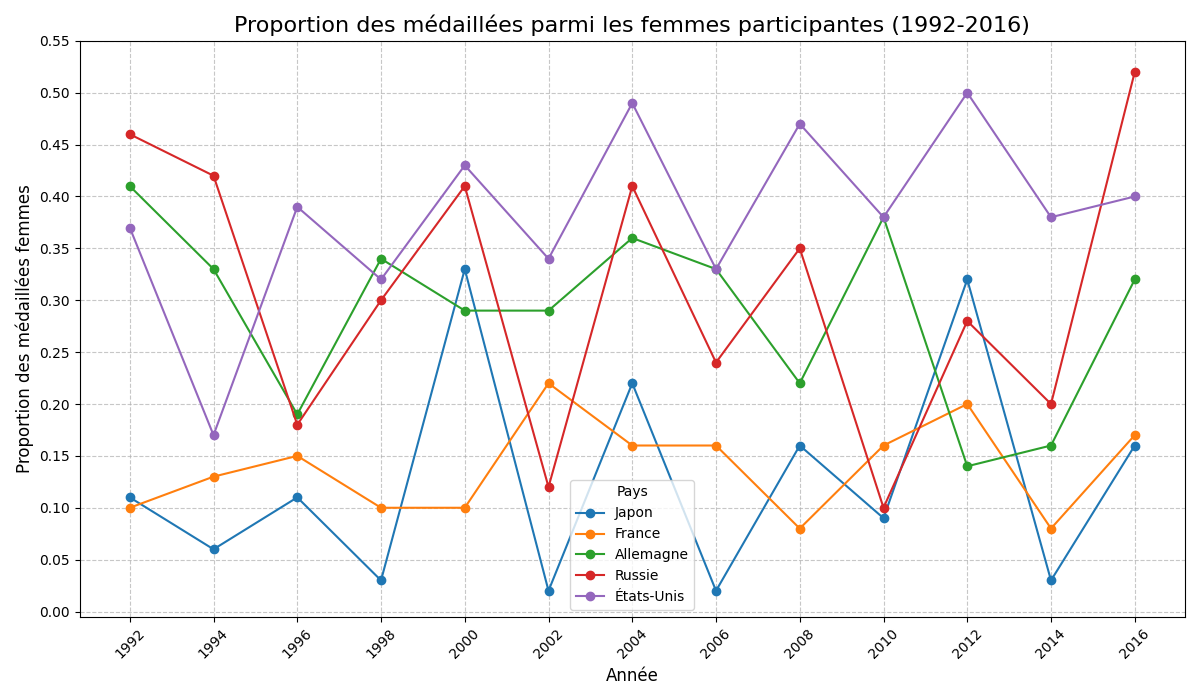 Proportion des médaillées parmi les femmes participantes (1992-2016)
Proportion des médaillées femmes
0.55
0.50
0.45
0.40
0.35
0.30
0.25
0.20
0.15
0.10
0.05
0.00
Pays
Japon
France
Allemagne
Russie
États-Unis
1992
1994
1996
1998
2000
2002
2004
2006
2008
2010
2012
2014
2016
Année